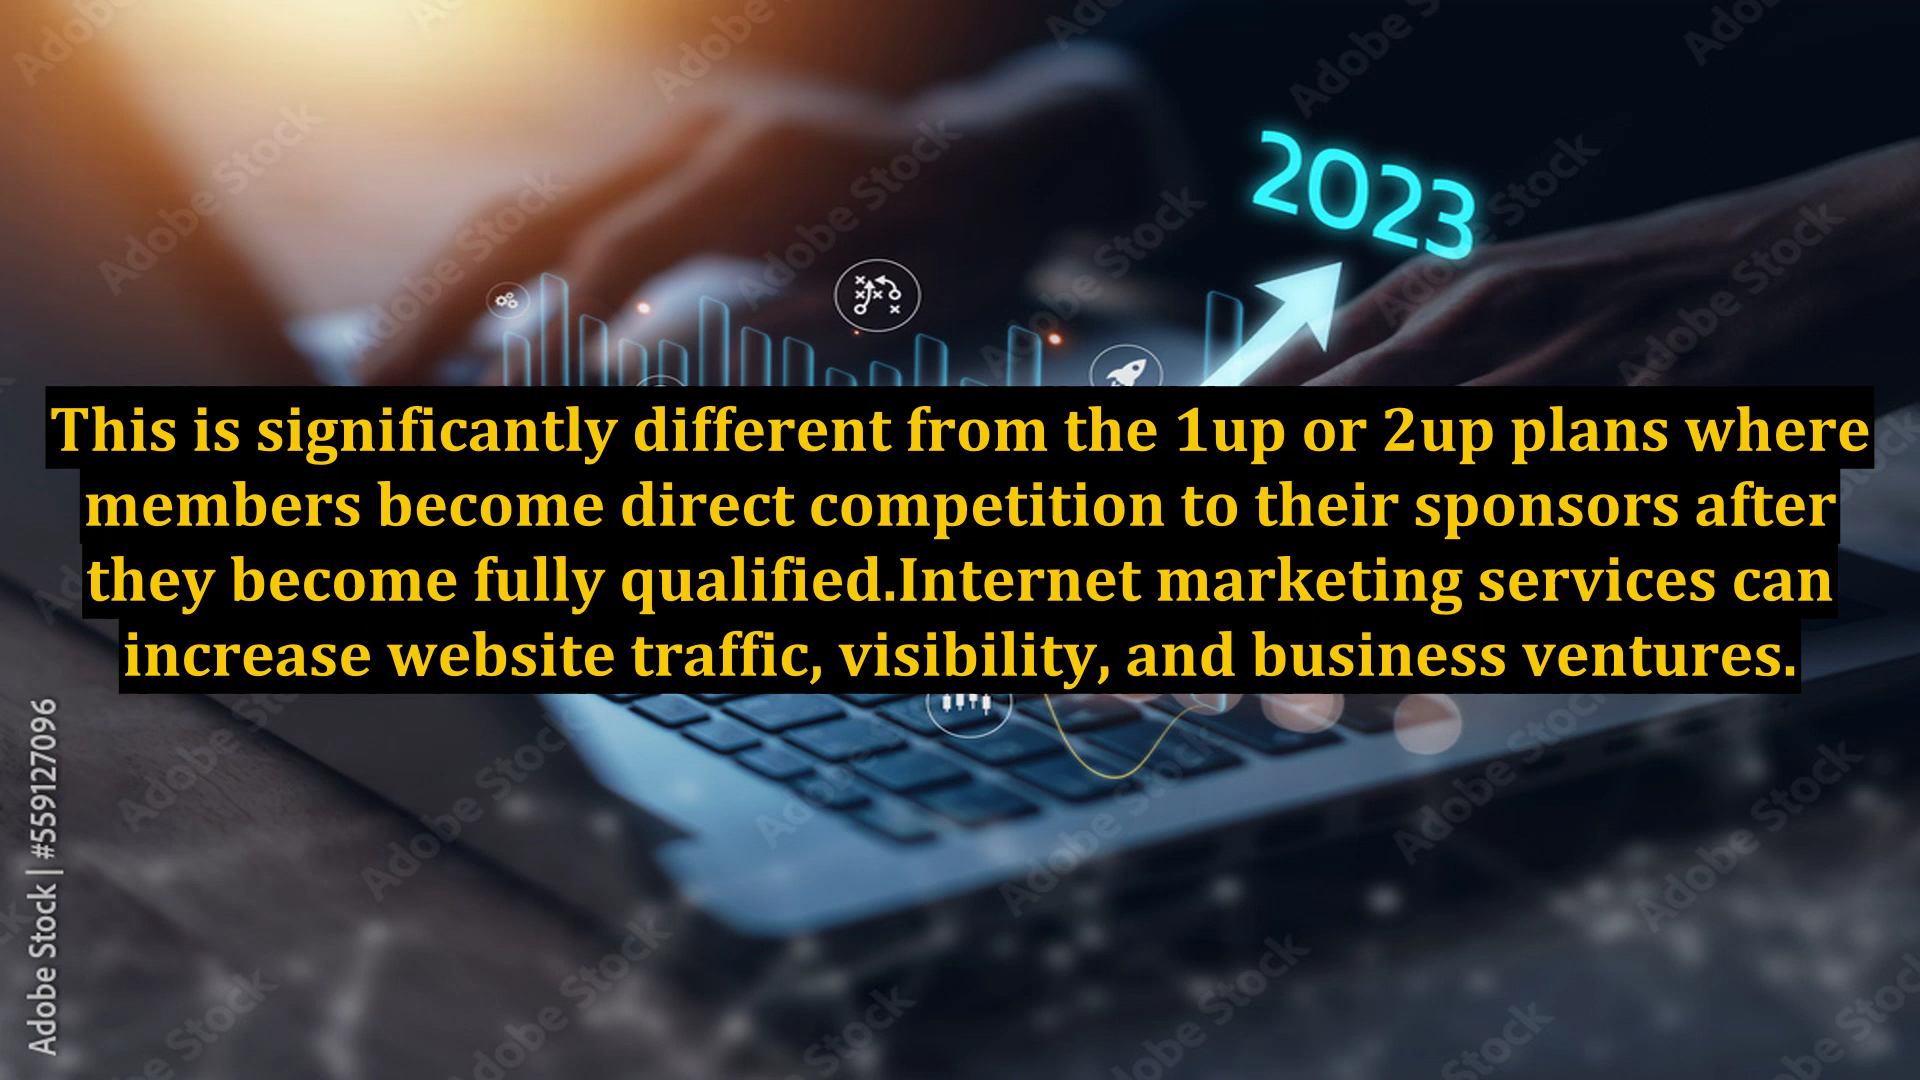 2023
This is significantly different from the 1up or 2up plans where
members become direct competition to their sponsors after
they become fully qualified.Internet marketing services can
increase website traffic, visibility, and business ventures.
Adobe Stock | #559127096
Adobe Stock